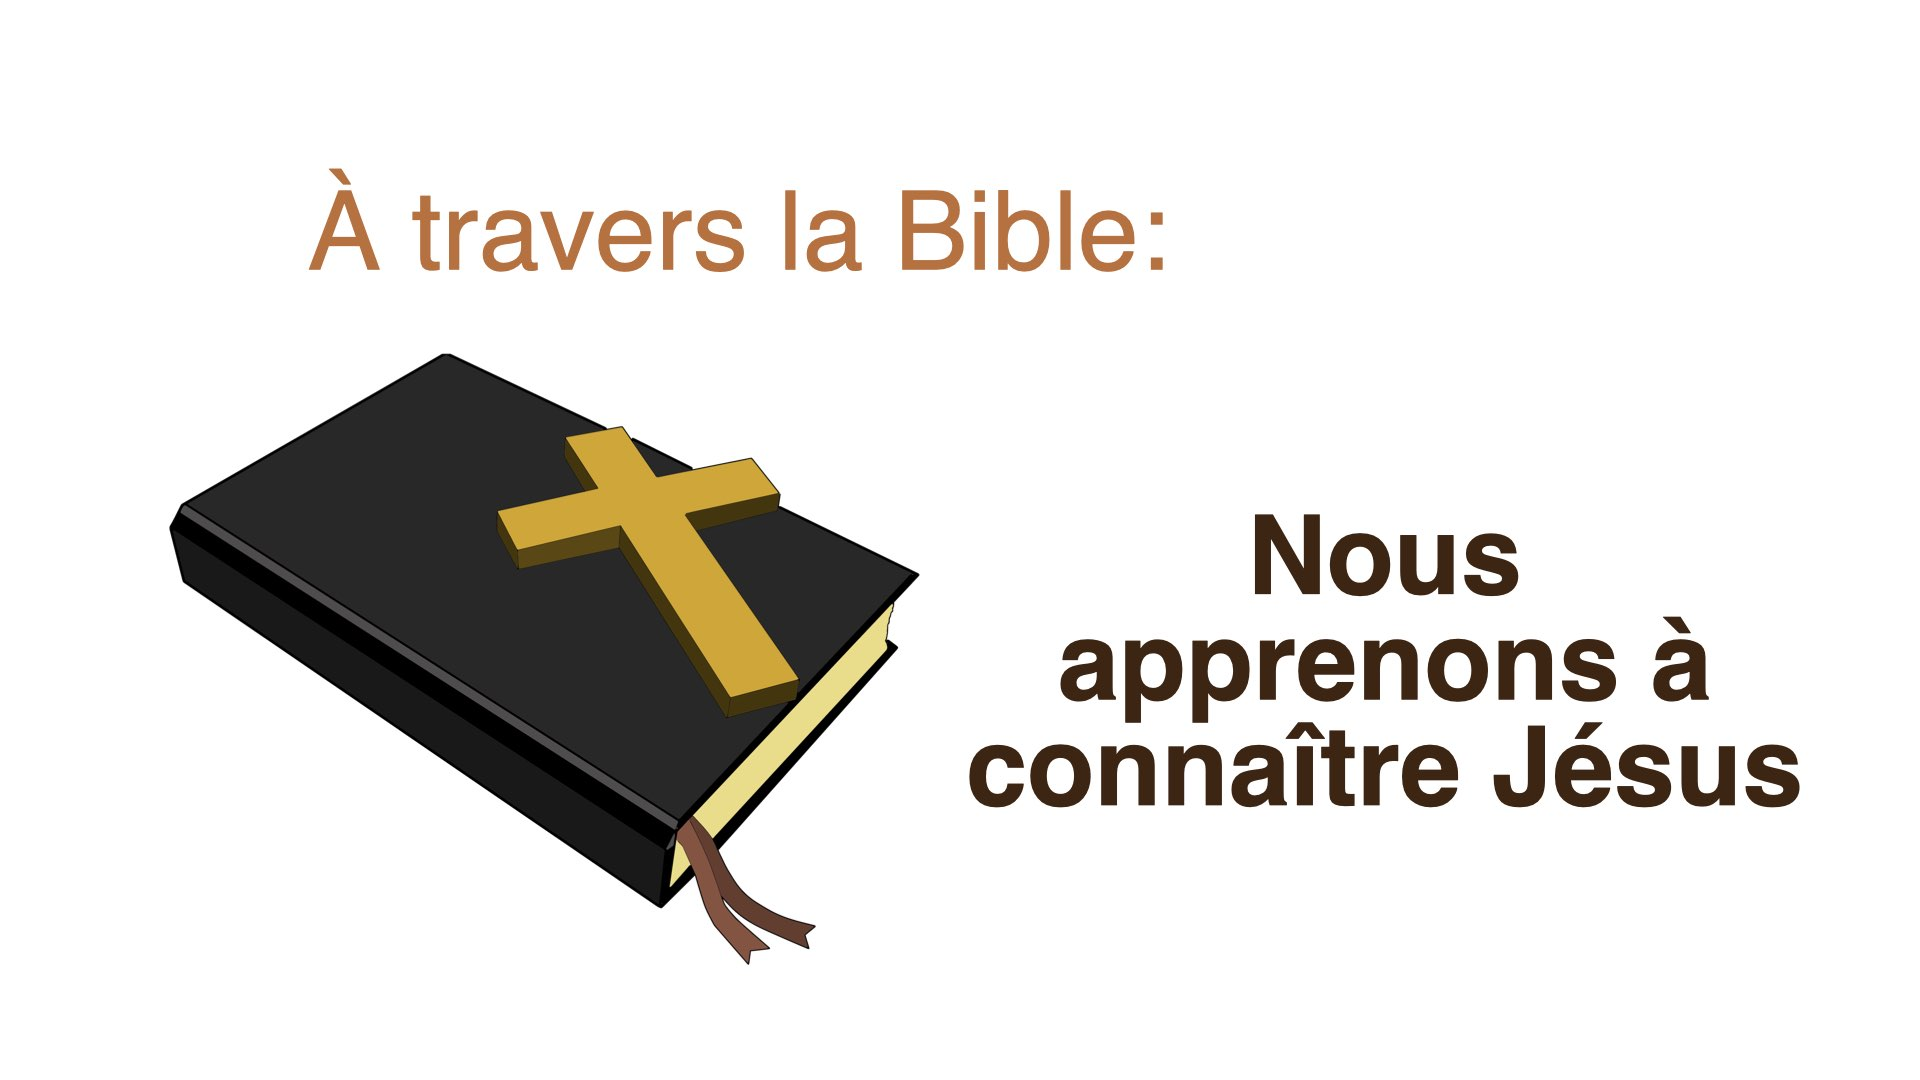 À travers la Bible:
Nous
apprenons à
connaître Jésus